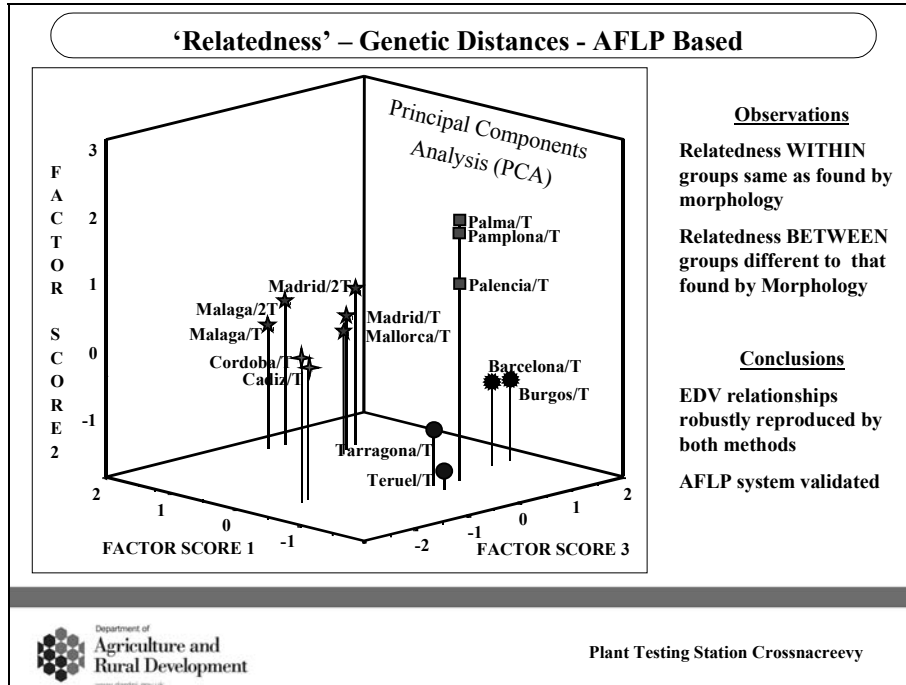 ‘Relatedness’ – Genetic Distances - AFLP Based
Principal Components
Analysis (PCA)
3
2
1
0
-1
F
A
C
T
O
R
S
C
O
R
E
2
Palma/T
Pamplona/T
Palencia/T
Madrid/2T
Malaga/2T
Malaga/T
Madrid/T
Mallorca/T
Cordoba/T
Cadiz/T
Barcelona/T
Burgos/T
Tarragona/T
Teruel/T
2
1
0
-1
FACTOR SCORE 1
-2
-1
0
1
2
FACTOR SCORE 3
Observations
Relatedness WITHIN
groups same as found by
morphology
Relatedness BETWEEN
groups different to that
found by Morphology
Conclusions
EDV relationships
robustly reproduced by
both methods
AFLP system validated
Department of
Agriculture and
Rural Development
Plant Testing Station Crossnacreevy